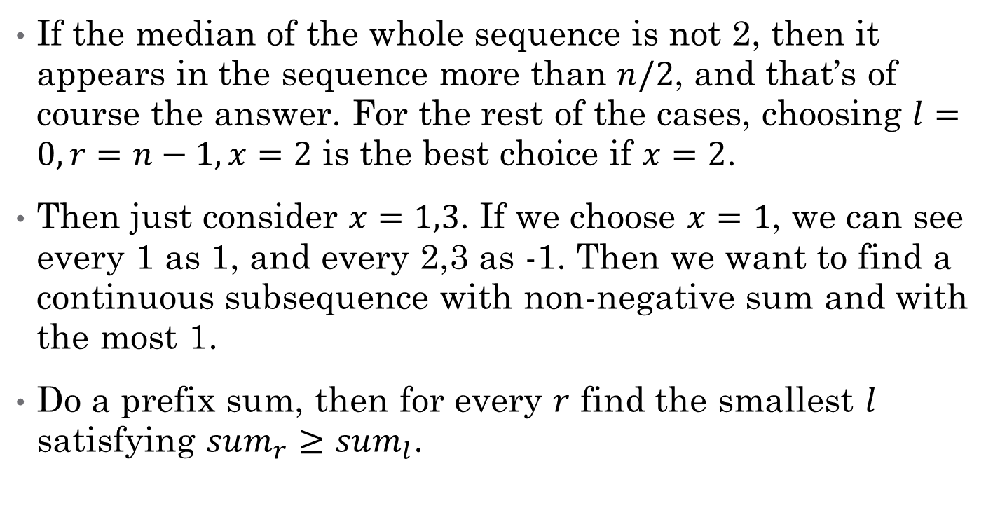 • If the median of the whole sequence is not 2, then it
appears in the sequence more than n/2, and that’s of
course the answer. For the rest of the cases, choosing l =
0, r = n − 1, x = 2 is the best choice if x = 2.
• Then just consider x = 1,3. If we choose x = 1, we can see
every 1 as 1, and every 2,3 as -1. Then we want to find a
continuous subsequence with non-negative sum and with
the most 1.
• Do a prefix sum, then for every r find the smallest l
satisfying sumᵣ ≥ sumₗ.